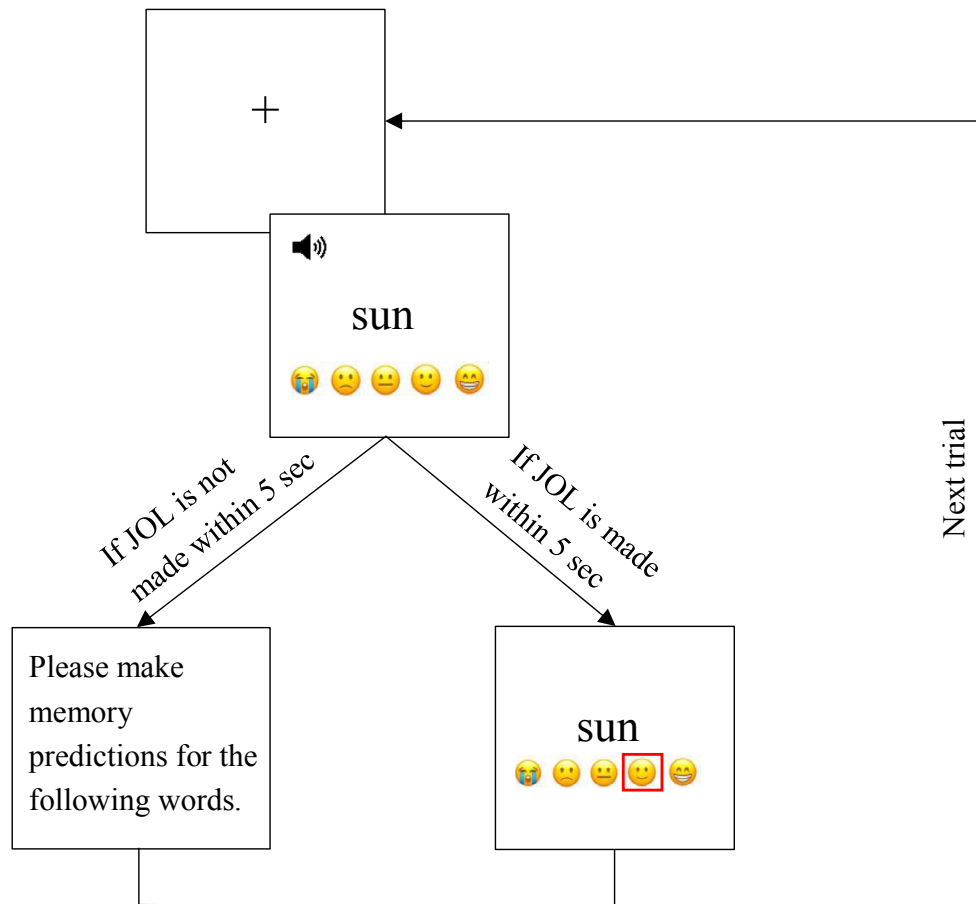 +
sun
If JOL is not
made within 5 sec
If JOL is made
within 5 sec
Next trial
Please make
memory
predictions for the
following words.
sun